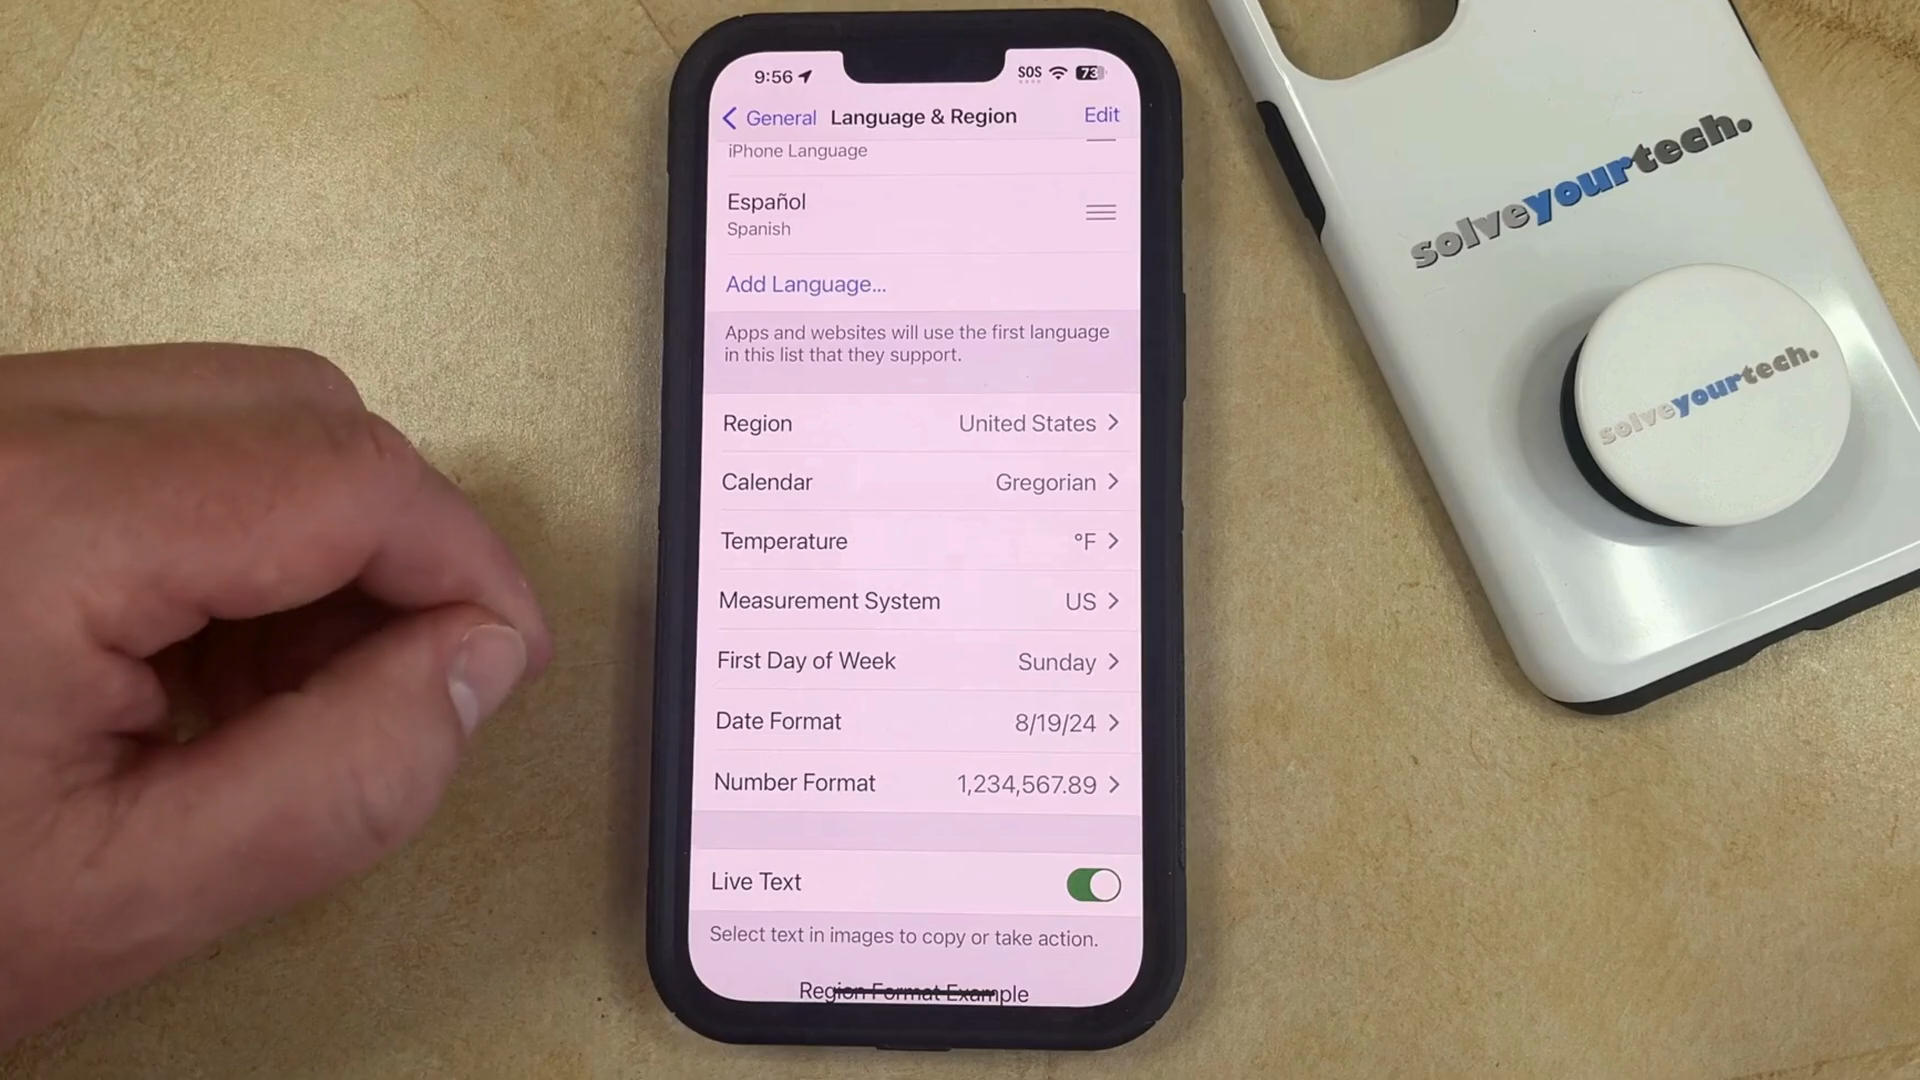 9:56 SOS 73
General Language & Region Edit
iPhone Language
Español
Spanish
Add Language...
Apps and websites will use the first language
in this list that they support.
Region United States
Calendar Gregorian
Temperature °F
Measurement System US
First Day of Week Sunday
Date Format 8/19/24
Number Format 1,234,567.89
Live Text
Select text in images to copy or take action.
Region Format Example
solveyourtech.
solveyourtech.